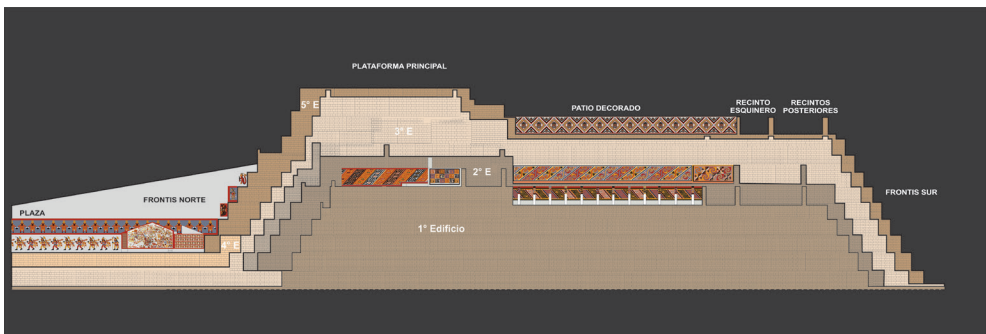 PLATAFORMA PRINCIPAL
5° E
PATIO DECORADO
RECINTO
ESQUINERO
RECINTOS
POSTERIORES
3° E
2° E
FRONTIS SUR
FRONTIS NORTE
PLAZA
1° Edificio
4° E